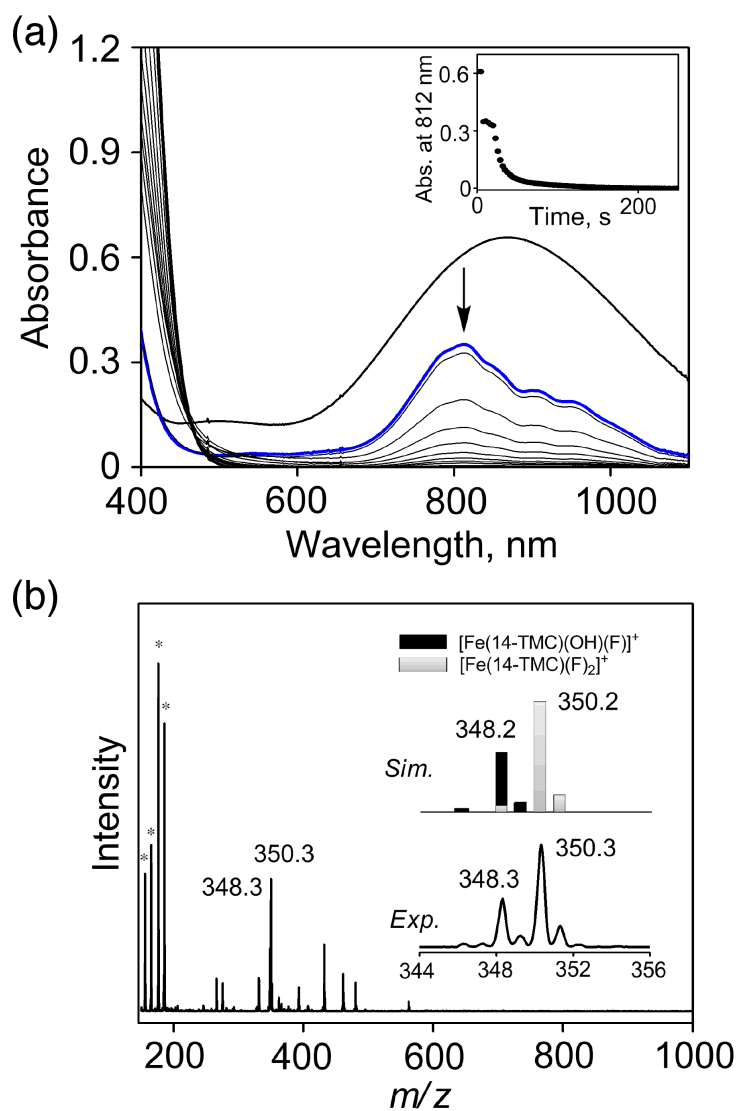 (a)
1.2
0.9
0.6
0.3
0
Absorbance
400
600
800
1000
Wavelength, nm
Abs. at 812 nm
0.6
0.3
0
0
200
Time, s
(b)
Intensity
*
*
*
*
348.3
350.3
[Fe(14-TMC)(OH)(F)]+
[Fe(14-TMC)(F)2]+
Sim.
348.2
350.2
Exp.
348.3
350.3
344
348
352
356
200
400
600
800
1000
m/z